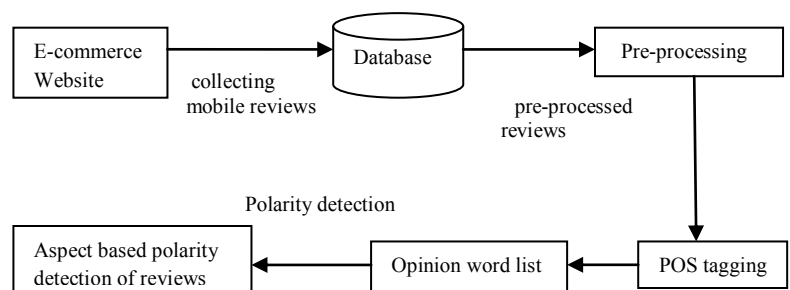 E-commerce
Website
collecting
mobile reviews
Database
pre-processed
reviews
Pre-processing
Polarity detection
Aspect based polarity
detection of reviews
Opinion word list
POS tagging